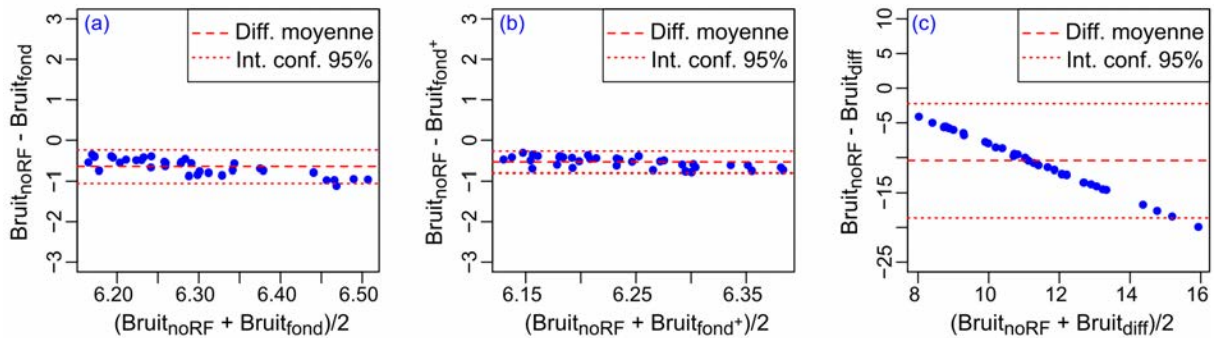 (a)
Diff. moyenne
Int. conf. 95%
Bruit_noRF - Bruit_fond
3
2
1
0
−1
−2
−3
6.20
6.30
6.40
6.50
(Bruit_noRF + Bruit_fond)/2
(b)
Diff. moyenne
Int. conf. 95%
Bruit_noRF - Bruit_fond+
3
2
1
0
−1
−2
−3
6.15
6.25
6.35
(Bruit_noRF + Bruit_fond+)/2
(c)
Diff. moyenne
Int. conf. 95%
Bruit_noRF - Bruit_diff
10
5
0
−5
−15
−25
8
10
12
14
16
(Bruit_noRF + Bruit_diff)/2